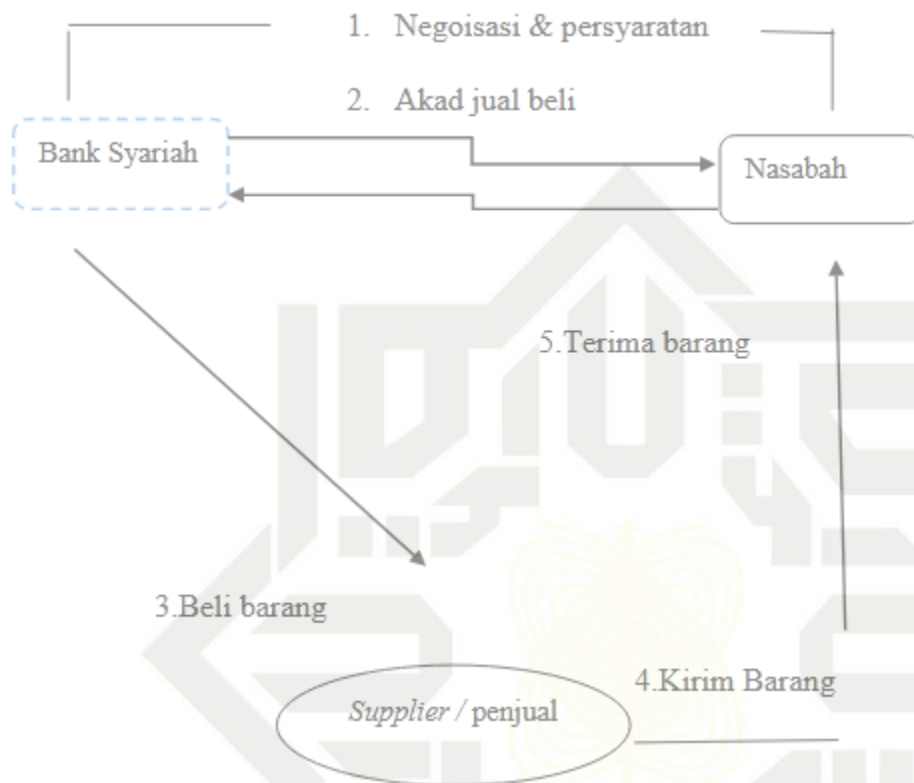 1. Negoisasi & persyaratan
2. Akad jual beli
Bank Syariah
Nasabah
5.Terima barang
3.Beli barang
4.Kirim Barang
Supplier / penjual